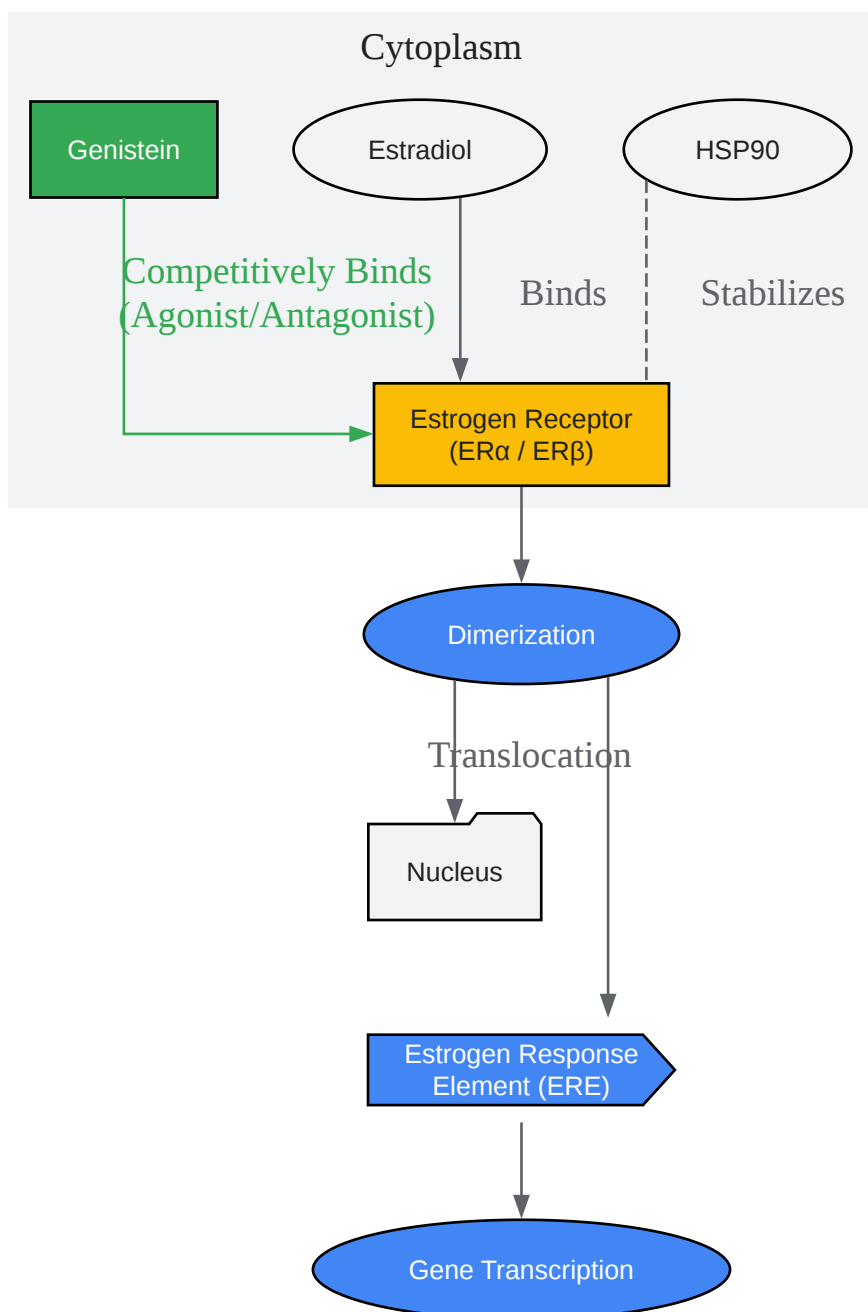 Cytoplasm
Genistein
Estradiol
HSP90
Competitively Binds
(Agonist/Antagonist)
Binds
Stabilizes
Estrogen Receptor
(ERα / ERβ)
Dimerization
Translocation
Nucleus
Estrogen Response
Element (ERE)
Gene Transcription